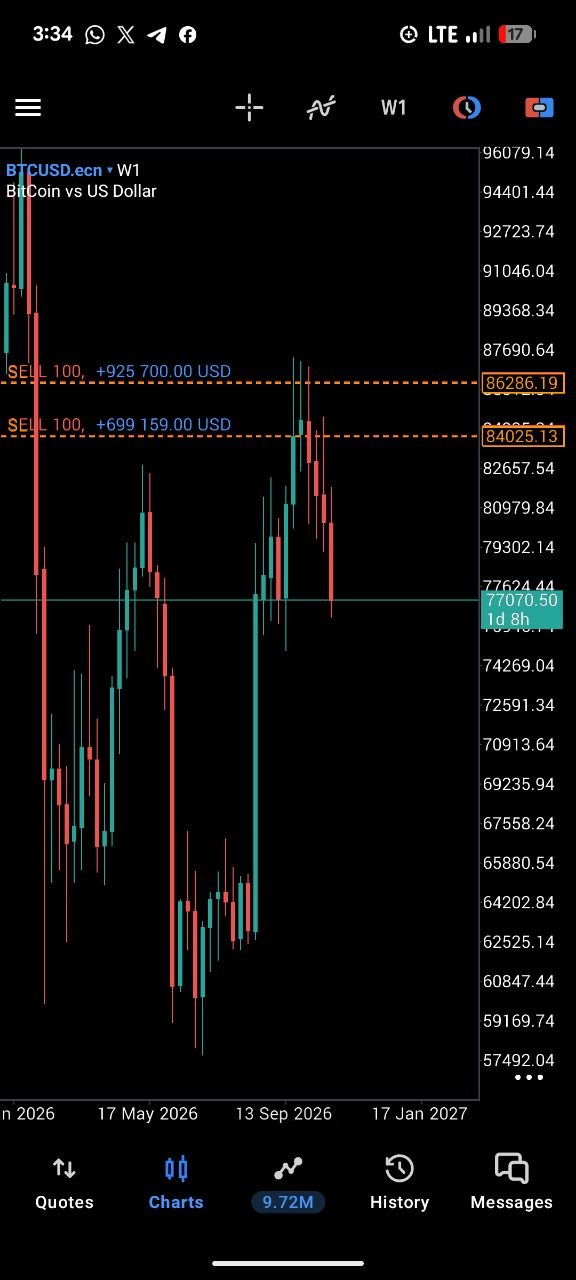 3:34 LTE 17
W1
BTCUSD.ecn W1
BitCoin vs US Dollar
96079.14
94401.44
92723.74
91046.04
89368.34
87690.64
SELL 100, +925 700.00 USD
86286.19
SELL 100, +699 159.00 USD
84025.13
82657.54
80979.84
79302.14
77624.44
77070.50
1d 8h
74269.04
72591.34
70913.64
69235.94
67558.24
65880.54
64202.84
62525.14
60847.44
59169.74
57492.04
n 2026 17 May 2026 13 Sep 2026 17 Jan 2027
Quotes Charts 9.72M History Messages